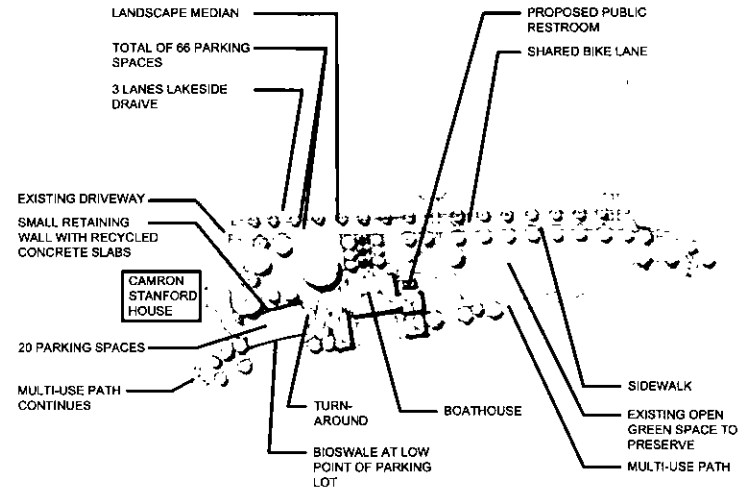 LANDSCAPE MEDIAN
TOTAL OF 66 PARKING
SPACES
3 LANES LAKESIDE
DRAIVE
EXISTING DRIVEWAY
SMALL RETAINING
WALL WITH RECYCLED
CONCRETE SLABS
CAMRON
STANFORD
HOUSE
20 PARKING SPACES
MULTI-USE PATH
CONTINUES
TURN-
AROUND
BIOSWALE AT LOW
POINT OF PARKING
LOT
BOATHOUSE
PROPOSED PUBLIC
RESTROOM
SHARED BIKE LANE
SIDEWALK
EXISTING OPEN
GREEN SPACE TO
PRESERVE
MULTI-USE PATH